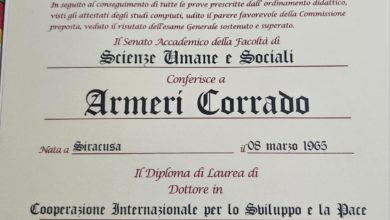 In seguito al conseguimento di tutte le prove prescritte dall'ordinamento didattico,
visti gli attestati degli studi compiuti, udito il parere favorevole della Commissione
preposta, veduto il risutato dell'esame Generale sostenuto e superato.
Il Senato Accademico della Facoltà di
Scienze Umane e Sociali
Conferisce a
Armeri Corrado
Nata a Siracusa il 08 marzo 1965
Il Diploma di Laurea di
Dottore in
Cooperazione Internazionale per lo Sviluppo e la Pace